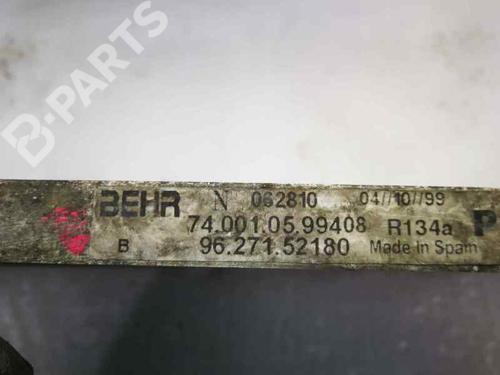 B-PARTS
BEHR N 062810 04//10//99
74.001.05.99408 R134a P
B 96.271.52180 Made in Spain